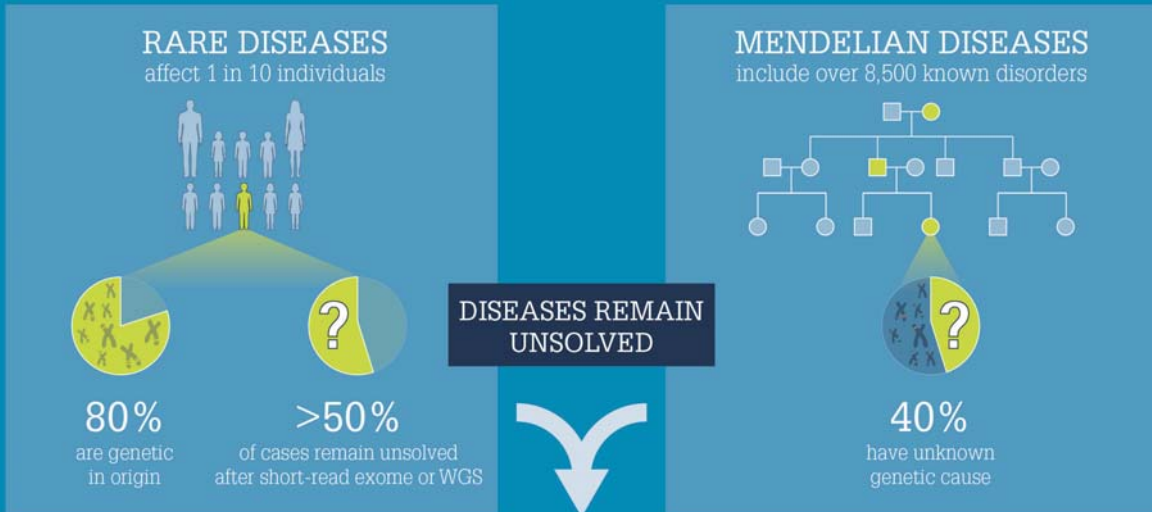 RARE DISEASES
affect 1 in 10 individuals
?
80%
are genetic
in origin
>50%
of cases remain unsolved
after short-read exome or WGS
DISEASES REMAIN
UNSOLVED
MENDELIAN DISEASES
include over 8,500 known disorders
?
40%
have unknown
genetic cause